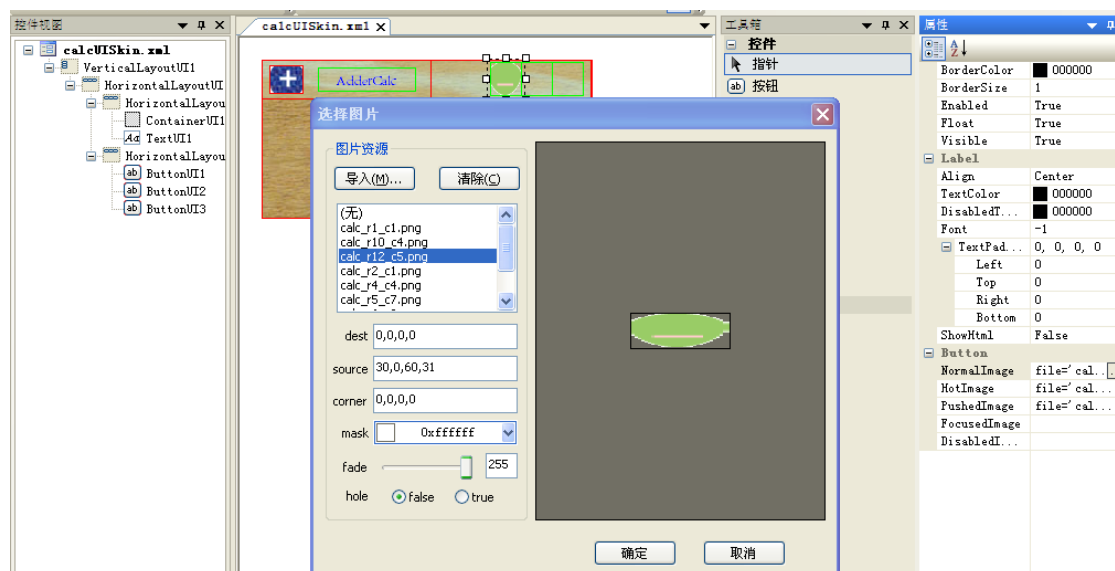 控件视图
calcUISkin.xml
VerticalLayoutUI1
HorizontalLayoutUI
HorizontalLayou
ContainerUI1
TextUI1
HorizontalLayou
ab ButtonUI1
ab ButtonUI2
ab ButtonUI3
calcUISkin.xml
AdderCalc
选择图片
图片资源
导入(M)...
清除(C)
(无)
calc_r1_c1.png
calc_r10_c4.png
calc_r12_c5.png
calc_r2_c1.png
calc_r4_c4.png
calc_r5_c7.png
dest 0,0,0,0
source 30,0,60,31
corner 0,0,0,0
mask 0xffffff
fade 255
hole false true
确定
取消
工具箱
控件
指针
ab 按钮
属性
BorderColor 000000
BorderSize 1
Enabled True
Float True
Visible True
Label
Align Center
TextColor 000000
DisabledT... 000000
Font -1
TextPad... 0, 0, 0, 0
Left 0
Top 0
Right 0
Bottom 0
ShowHtml False
Button
NormalImage file='cal...
HotImage file='cal...
PushedImage file='cal...
FocusedImage
DisabledI...